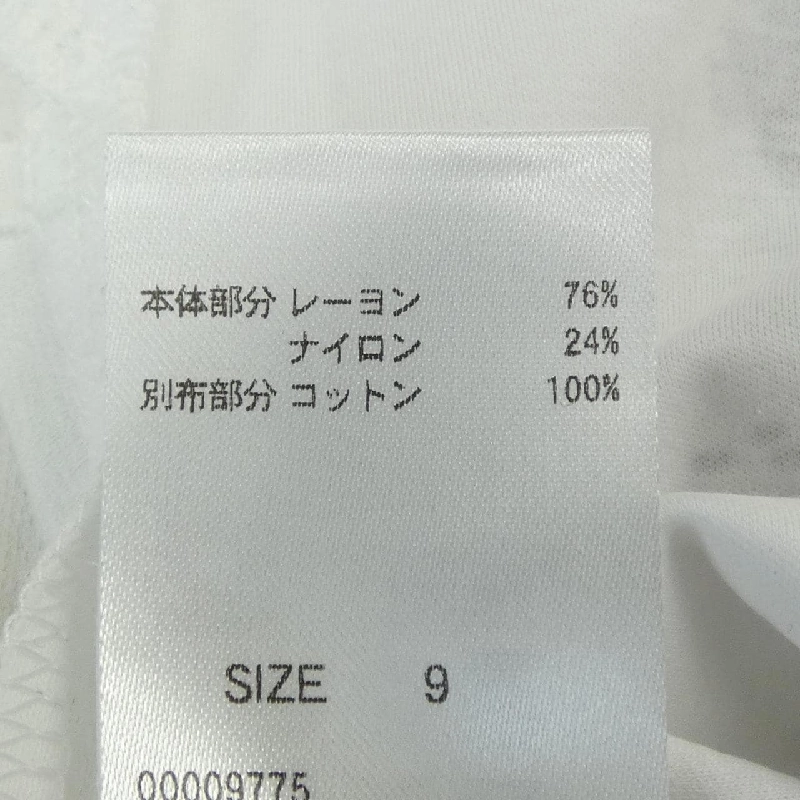 本体部分 レーヨン 76%
ナイロン 24%
別布部分 コットン 100%
SIZE 9
00009775